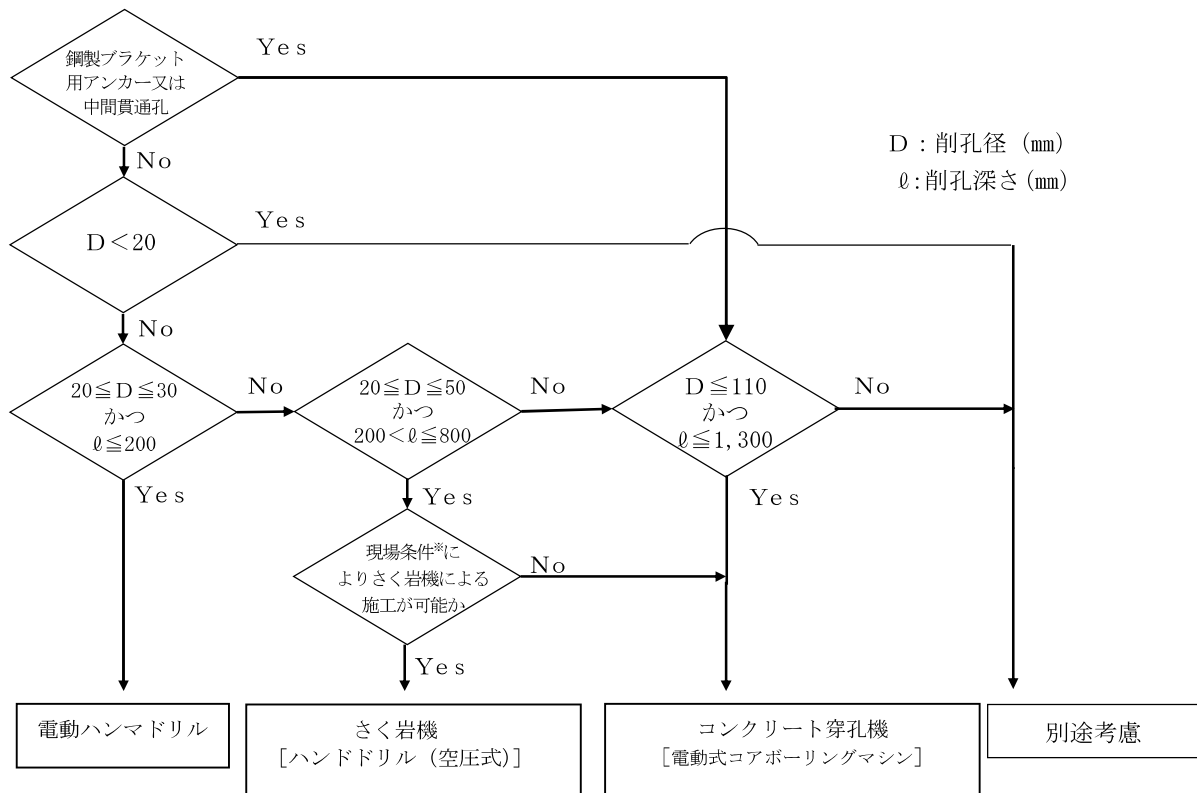 鋼製ブラケット
用アンカー又は
中間貫通孔
Yes
No
D:削孔径(㎜)
ℓ:削孔深さ(㎜)
D<20
Yes
No
20≦D≦30
かつ
ℓ≦200
No
Yes
20≦D≦50
かつ
200<ℓ≦800
No
Yes
D≦110
かつ
ℓ≦1,300
No
Yes
現場条件※に
よりさく岩機による
施工が可能か
No
Yes
電動ハンマドリル
さく岩機
[ハンドドリル(空圧式)]
コンクリート穿孔機
[電動式コアボーリングマシン]
別途考慮